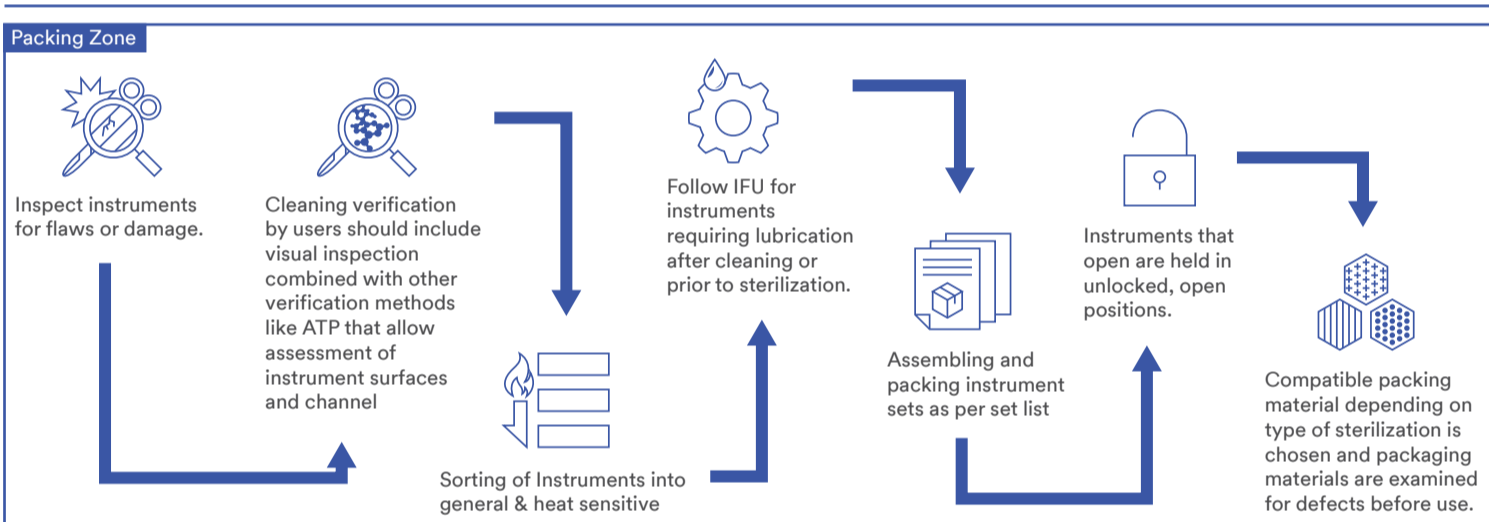 Packing Zone
Inspect instruments
for flaws or damage.
Cleaning verification
by users should include
visual inspection
combined with other
verification methods
like ATP that allow
assessment of
instrument surfaces
and channel
Sorting of Instruments into
general & heat sensitive
Follow IFU for
instruments
requiring lubrication
after cleaning or
prior to sterilization.
Assembling and
packing instrument
sets as per set list
Instruments that
open are held in
unlocked, open
positions.
Compatible packing
material depending on
type of sterilization is
chosen and packaging
materials are examined
for defects before use.